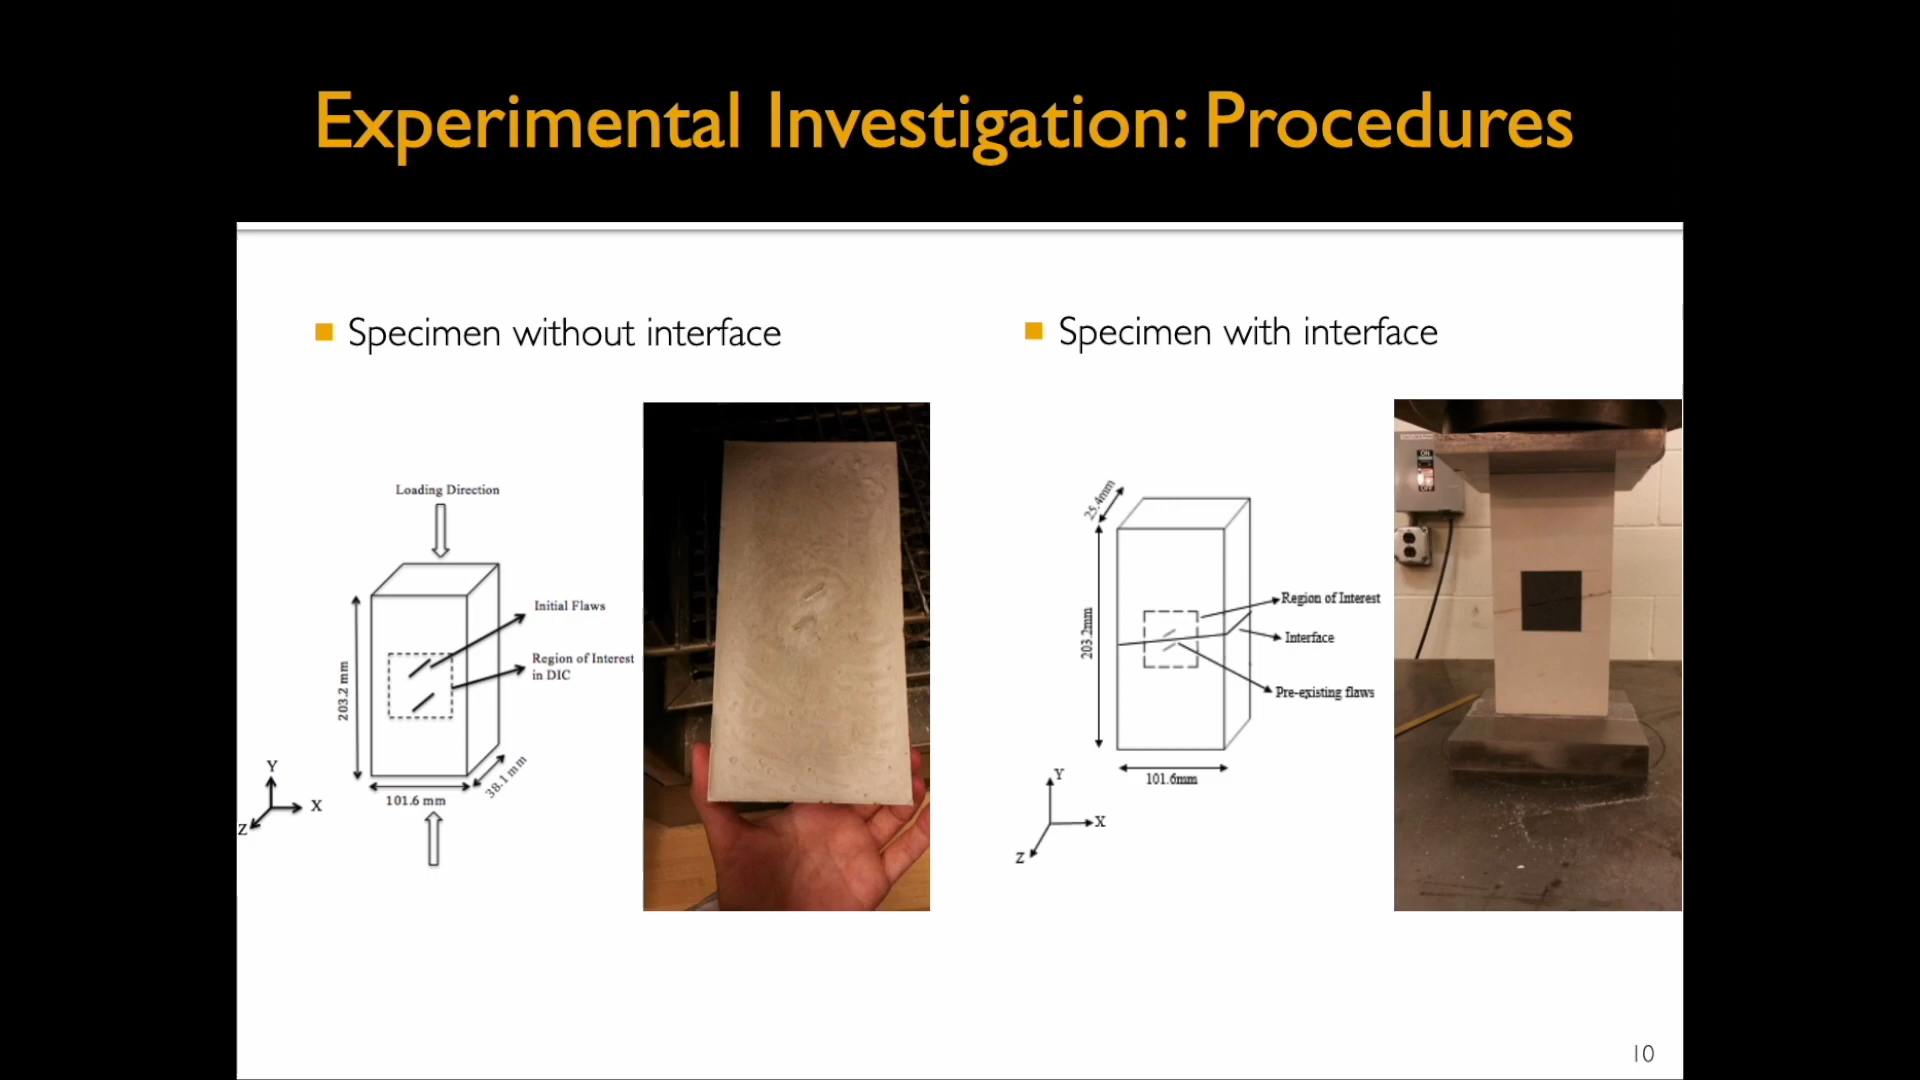 Experimental Investigation: Procedures
Specimen without interface
Loading Direction
Initial Flaws
Region of Interest
in DIC
203.2 mm
101.6 mm
38.1 mm
Y
X
Z
Specimen with interface
25.4mm
203.2mm
Region of Interest
Interface
Pre-existing flaws
101.6mm
Y
X
Z
ON
OFF
10